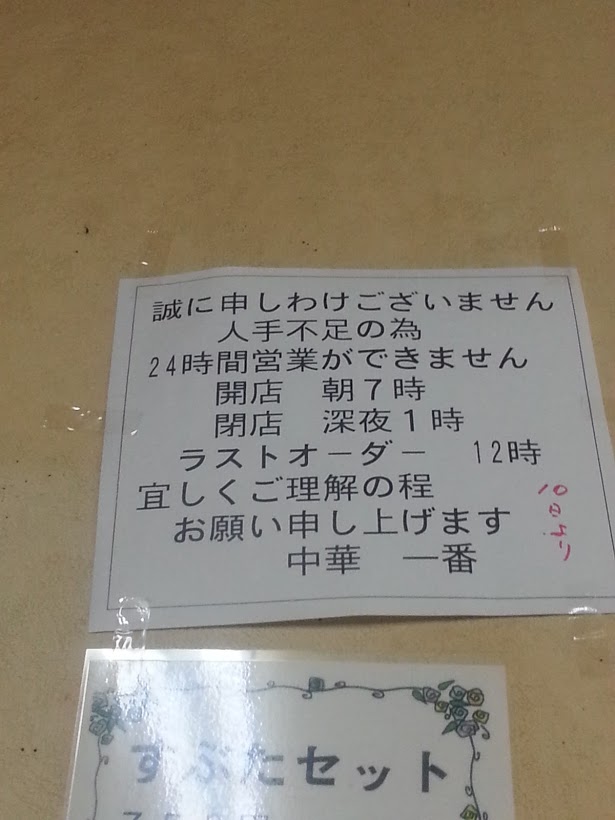 誠に申しわけございません
人手不足の為
24時間営業ができません
開店　朝７時
閉店　深夜１時
ラストオーダー　12時
宜しくご理解の程
お願い申し上げます
中華　一番
10日より
すぶたセット